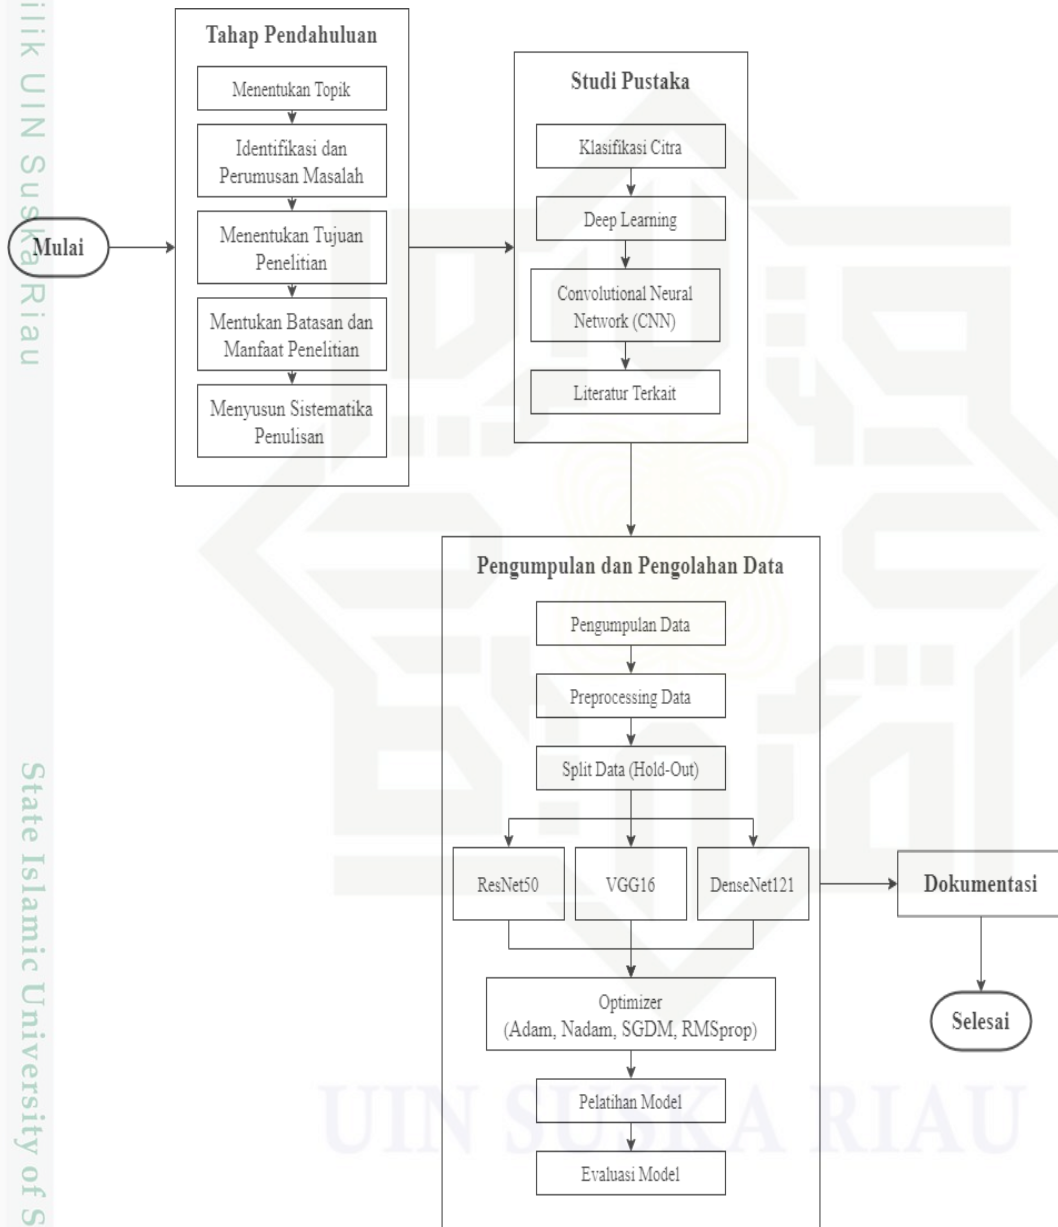 ilik UIN Suska Riau
State Islamic University of S
Mulai
Tahap Pendahuluan
Menentukan Topik
Identifikasi dan
Perumusan Masalah
Menentukan Tujuan
Penelitian
Mentukan Batasan dan
Manfaat Penelitian
Menyusun Sistematika
Penulisan
Studi Pustaka
Klasifikasi Citra
Deep Learning
Convolutional Neural
Network (CNN)
Literatur Terkait
Pengumpulan dan Pengolahan Data
Pengumpulan Data
Preprocessing Data
Split Data (Hold-Out)
ResNet50
VGG16
DenseNet121
Optimizer
(Adam, Nadam, SGDM, RMSprop)
Pelatihan Model
Evaluasi Model
Dokumentasi
Selesai
UIN SUSKA RIAU